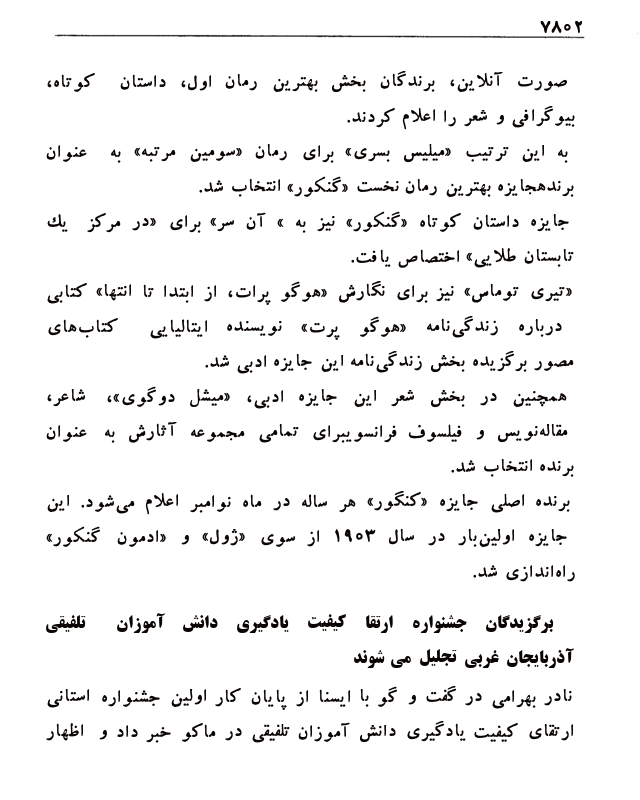 ۷۸۰۲
صورت آنلاین، برندگان بخش بهترین رمان اول، داستان کوتاه،
بیوگرافی و شعر را اعلام کردند.
به این ترتیب «میلیس بسری» برای رمان «سومین مرتبه» به عنوان
برندهجایزه بهترین رمان نخست «گنکور» انتخاب شد.
جایزه داستان کوتاه «گنکور» نیز به » آن سر» برای «در مرکز یك
تابستان طلایی» اختصاص یافت.
«تیری توماس» نیز برای نگارش «هوگو پرات، از ابتدا تا انتها» کتابی
درباره زندگی‌نامه «هوگو پرت» نویسنده ایتالیایی کتاب‌های
مصور برگزیده بخش زندگی‌نامه این جایزه ادبی شد.
همچنین در بخش شعر این جایزه ادبی، «میشل دوگوی»، شاعر،
مقاله‌نویس و فیلسوف فرانسویبرای تمامی مجموعه آثارش به عنوان
برنده انتخاب شد.
برنده اصلی جایزه «کنگور» هر ساله در ماه نوامبر اعلام می‌شود. این
جایزه اولین‌بار در سال ۱۹۰۳ از سوی «ژول» و «ادمون گنکور»
راه‌اندازی شد.
برگزیدگان جشنواره ارتقا کیفیت یادگیری دانش آموزان تلفیقی
آذربایجان غربی تجلیل می شوند
نادر بهرامی در گفت و گو با ایسنا از پایان کار اولین جشنواره استانی
ارتقای کیفیت یادگیری دانش آموزان تلفیقی در ماکو خبر داد و اظهار